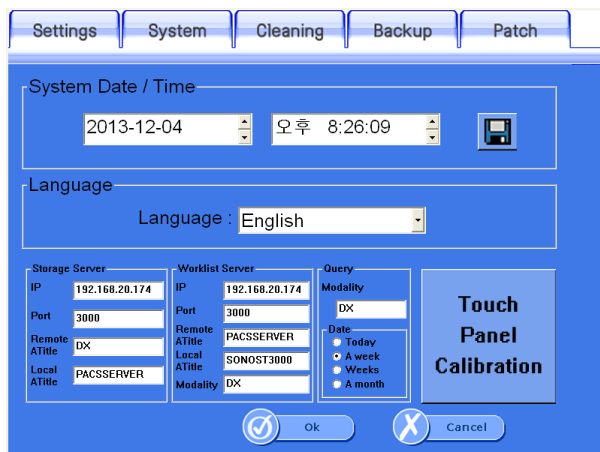 Settings System Cleaning Backup Patch
System Date / Time
2013-12-04 오후 8:26:09
Language
Language : English
Storage Server
IP 192.168.20.174
Port 3000
Remote ATitle DX
Local ATitle PACSSERVER
Worklist Server
IP 192.168.20.174
Port 3000
Remote ATitle PACSSERVER
Local ATitle SONOST3000
Modality DX
Query
Modality
DX
Date
Today
A week
Weeks
A month
Touch
Panel
Calibration
Ok Cancel